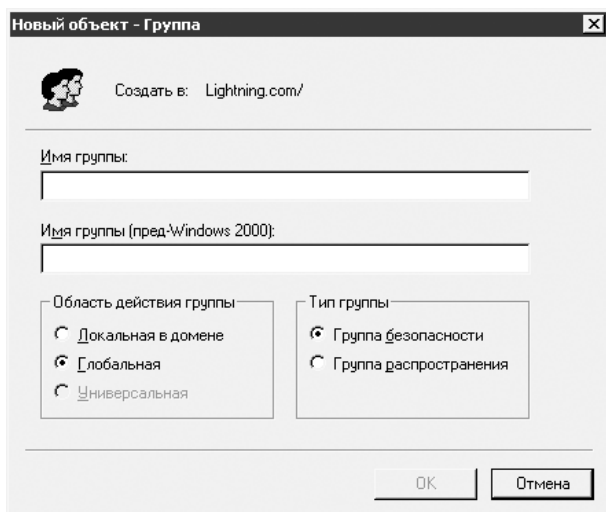 Новый объект - Группа
Создать в: Lightning.com/
Имя группы:
Имя группы (пред-Windows 2000):
Область действия группы
Локальная в домене
Глобальная
Универсальная
Тип группы
Группа безопасности
Группа распространения
OK
Отмена